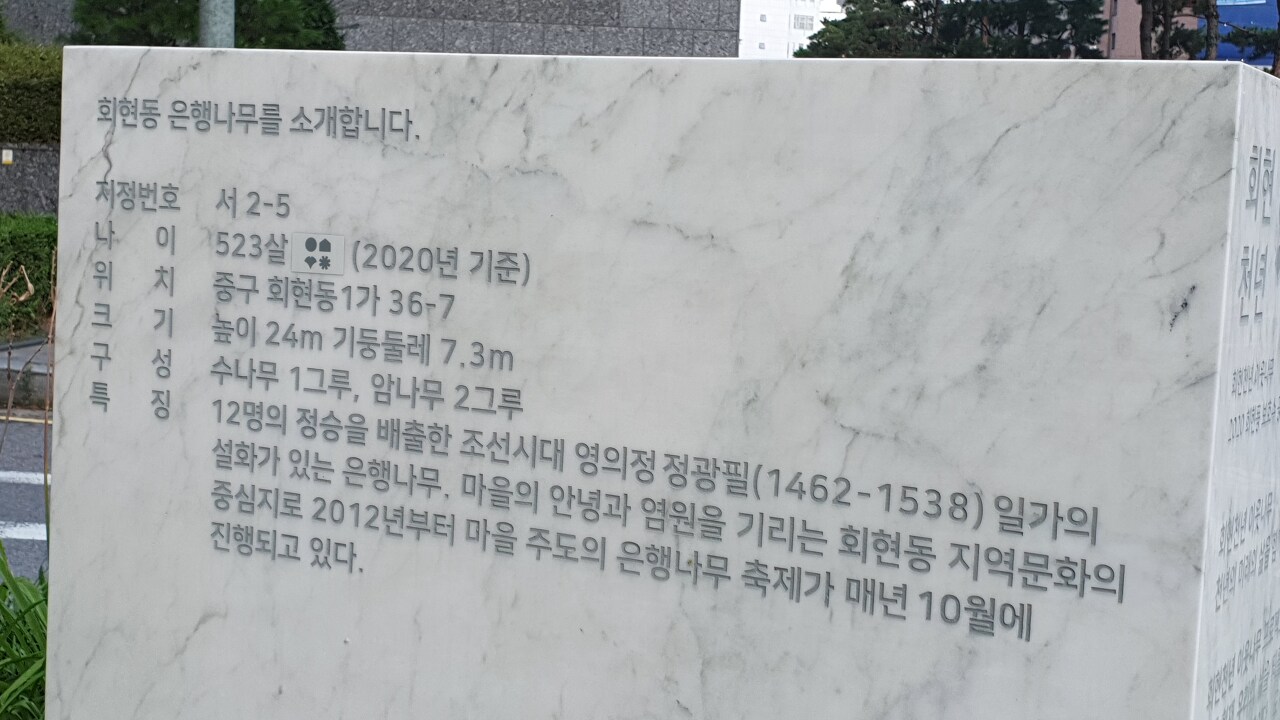 회현동 은행나무를 소개합니다.
지정번호 서 2-5
나 이 523살 (2020년 기준)
위 치 중구 회현동1가 36-7
크 기 높이 24m 기둥둘레 7.3m
구 성 수나무 1그루, 암나무 2그루
특 징 12명의 정승을 배출한 조선시대 영의정 정광필(1462-1538) 일가의
설화가 있는 은행나무. 마을의 안녕과 염원을 기리는 회현동 지역문화의
중심지로 2012년부터 마을 주도의 은행나무 축제가 매년 10월에
진행되고 있다.
회현
천년